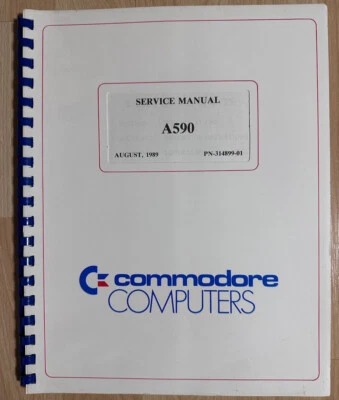 SERVICE MANUAL
A590
AUGUST, 1989 PN-314899-01
commodore
COMPUTERS